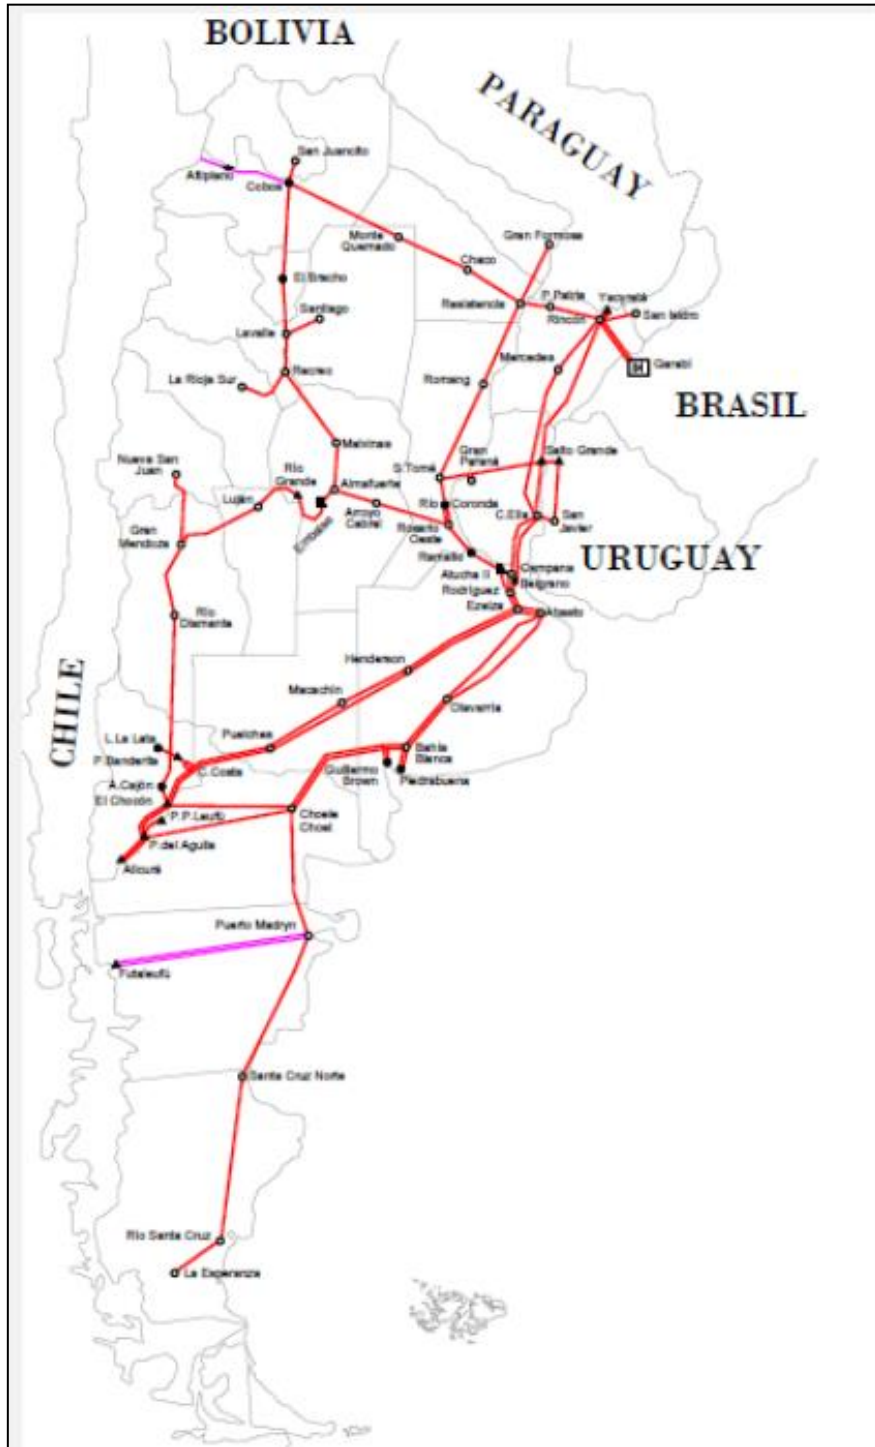 BOLIVIA
PARAGUAY
San Juancito
Altiplano
Cobos
Monte
Quemado
Gran Formosa
Chaco
El Bracho
Resistencia
P.Patria
Yacyretá
Santiago
Rincón
San Isidro
Lavalle
Mercedes
Garabí
H
Recreo
La Rioja Sur
Romang
BRASIL
Malvinas
Gran
Paraná
Salto Grande
Nueva San
Juan
Río
Grande
S.Tomé
Almafuerte
Luján
Río
Coronda
Arroyo
Cabral
C.Elia
San
Javier
Embalse
Rosario
Oeste
Gran
Mendoza
Ramallo
URUGUAY
Atucha II
Campana
Belgrano
Rodríguez
Ezeiza
Abasto
Río
Diamante
Henderson
CHILE
Macachín
Olavarría
L.La Lata
Puelches
P.Banderita
Bahía
Blanca
C.Costa
Guillermo
Brown
Piedrabuena
A.Cajón
El Chocón
P.P.Leufú
Choele
Choel
P.del Aguila
Alicurá
Puerto Madryn
Futaleufú
Santa Cruz Norte
Río Santa Cruz
La Esperanza